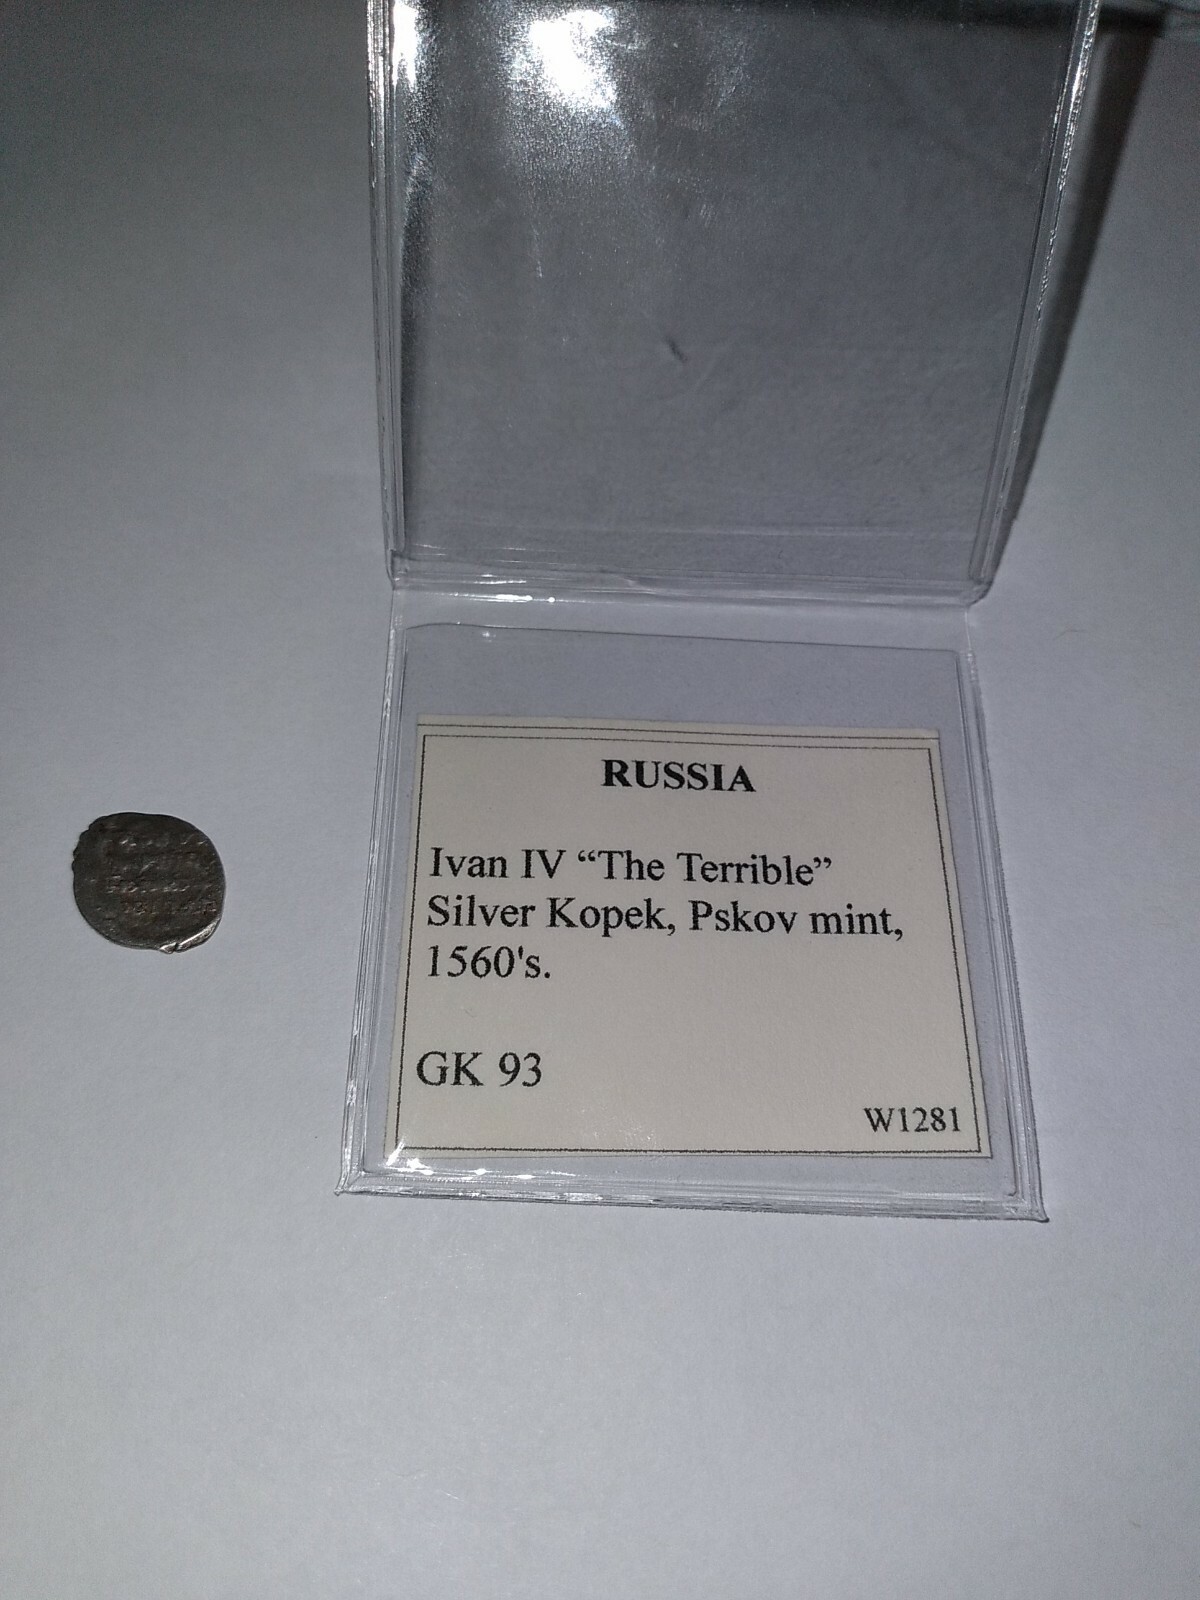 RUSSIA
Ivan IV “The Terrible”
Silver Kopek, Pskov mint,
1560's.
GK 93
W1281